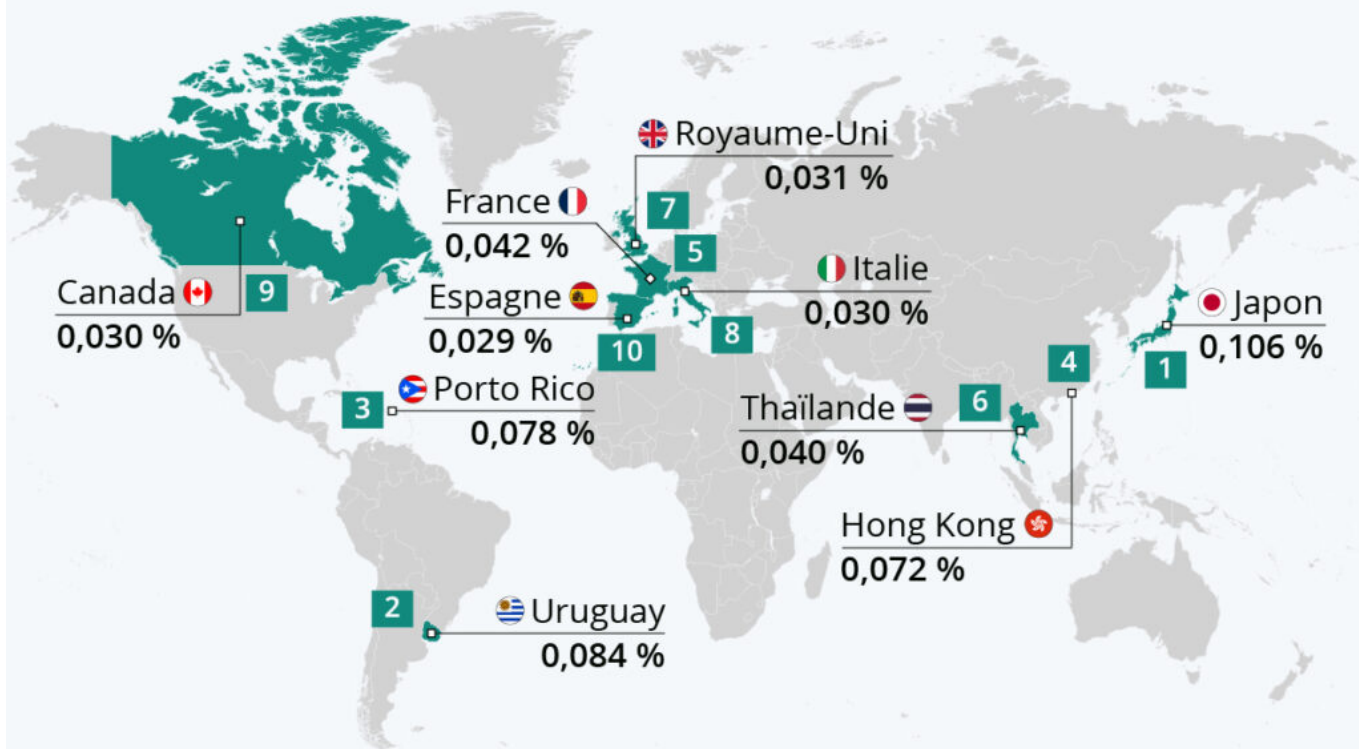 Royaume-Uni
0,031 %
7
France
0,042 %
5
Italie
0,030 %
8
Canada
0,030 %
9
Espagne
0,029 %
10
Japon
0,106 %
1
4
Porto Rico
0,078 %
3
Thaïlande
0,040 %
6
Hong Kong
0,072 %
2
Uruguay
0,084 %